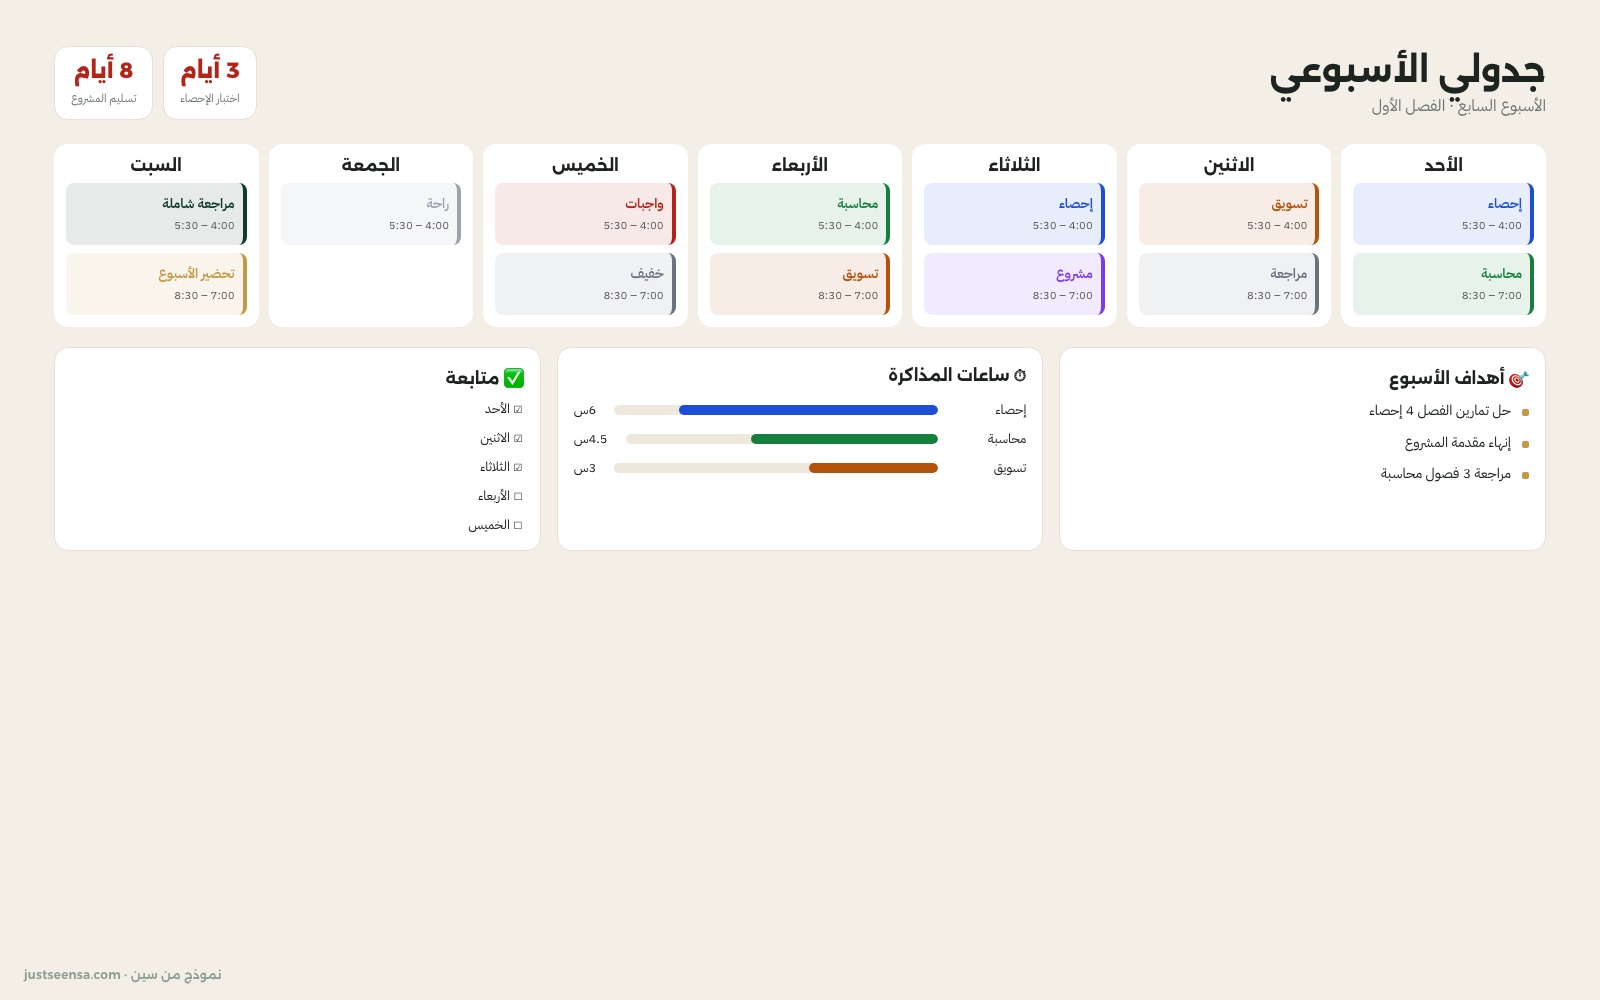 جدولي الأسبوعي
الأسبوع السابع · الفصل الأول
3 أيام
اختبار الإحصاء
8 أيام
تسليم المشروع
الأحد
إحصاء
4:00 – 5:30
محاسبة
7:00 – 8:30
الاثنين
تسويق
4:00 – 5:30
مراجعة
7:00 – 8:30
الثلاثاء
إحصاء
4:00 – 5:30
مشروع
7:00 – 8:30
الأربعاء
محاسبة
4:00 – 5:30
تسويق
7:00 – 8:30
الخميس
واجبات
4:00 – 5:30
خفيف
7:00 – 8:30
الجمعة
راحة
4:00 – 5:30
السبت
مراجعة شاملة
4:00 – 5:30
تحضير الأسبوع
7:00 – 8:30
🎯 أهداف الأسبوع
حل تمارين الفصل 4 إحصاء
إنهاء مقدمة المشروع
مراجعة 3 فصول محاسبة
⏱ ساعات المذاكرة
إحصاء 6س
محاسبة 4.5س
تسويق 3س
✅ متابعة
☑ الأحد
☑ الاثنين
☑ الثلاثاء
☐ الأربعاء
☐ الخميس
نموذج من سين · justseensa.com